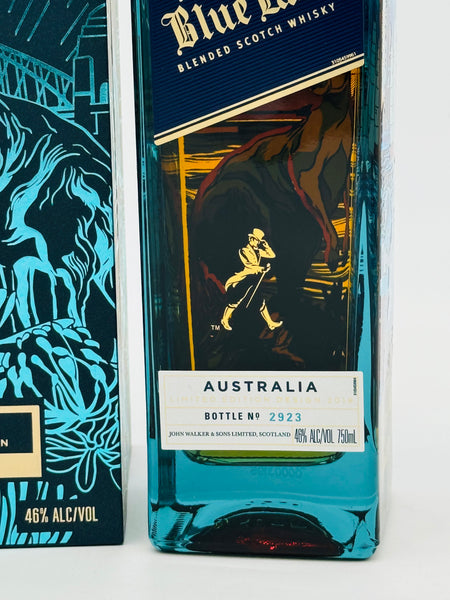 Blue La
BLENDED SCOTCH WHISKY
TM
AUSTRALIA
LIMITED EDITION DESIGN 2019
BOTTLE Nº 2923
JOHN WALKER & SONS LIMITED, SCOTLAND
46% ALC/VOL 750mL
N
46% ALC/VOL